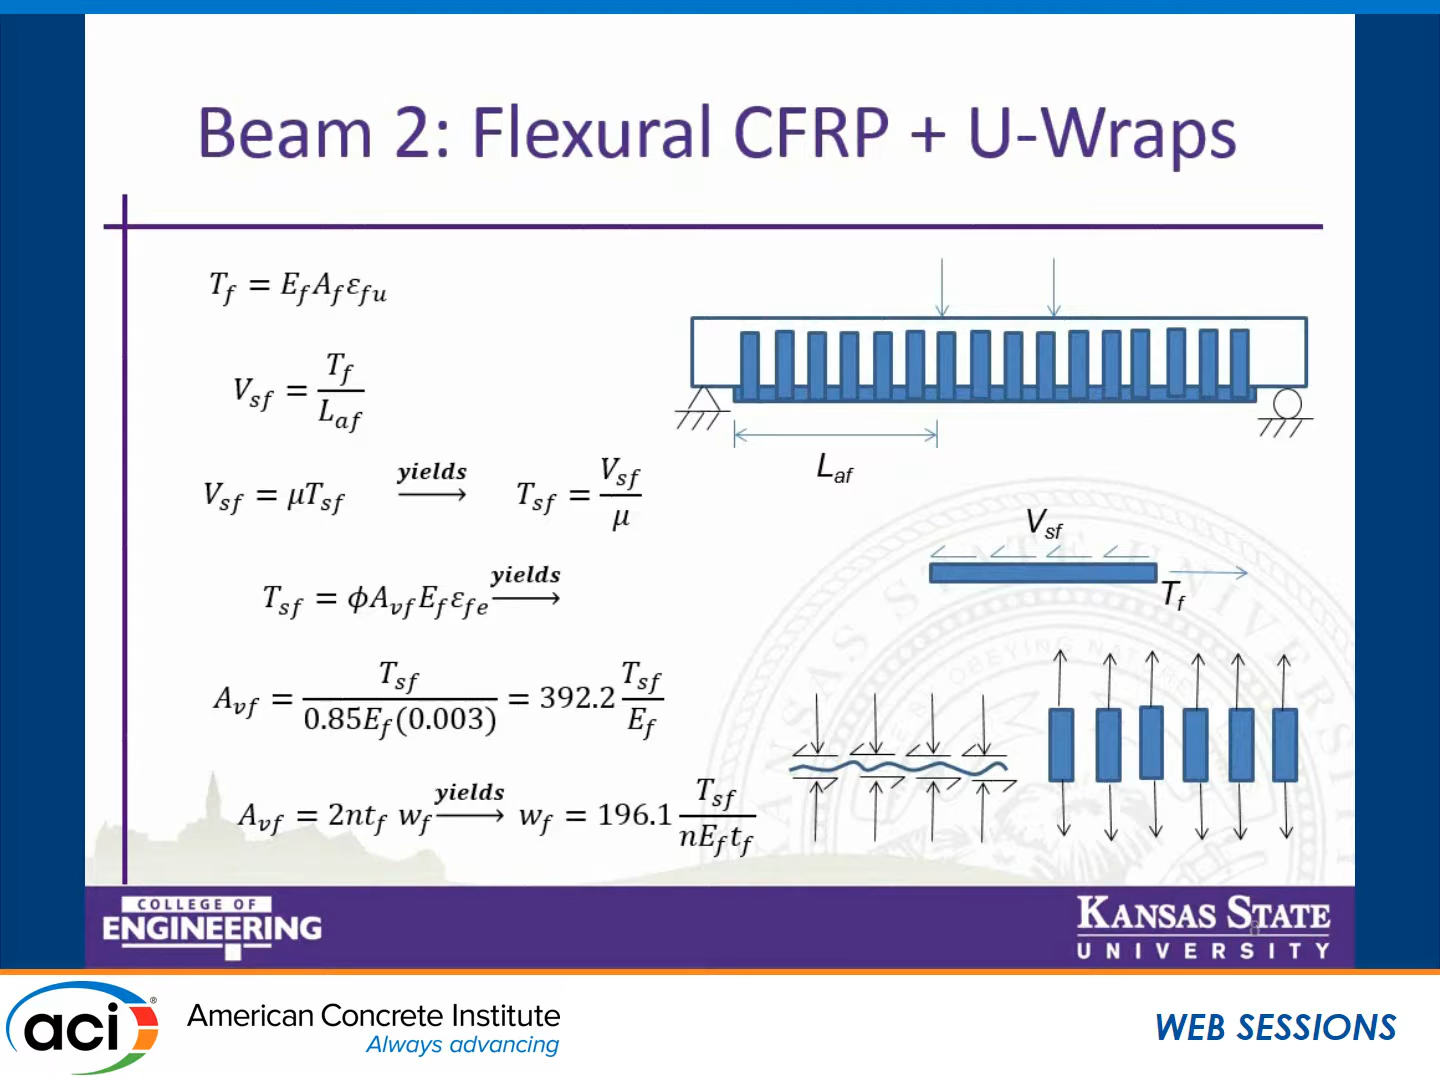 Beam 2: Flexural CFRP + U-Wraps
T_f = E_f A_f ε_fu
V_sf = T_f / L_af
V_sf = μT_sf yields → T_sf = V_sf / μ
T_sf = ϕA_vf E_f ε_fe yields →
A_vf = T_sf / 0.85E_f(0.003) = 392.2 T_sf / E_f
A_vf = 2nt_f w_f yields → w_f = 196.1 T_sf / nE_f t_f
L_af
V_sf
T_f
COLLEGE OF
ENGINEERING
KANSAS STATE
UNIVERSITY
8
aci®
American Concrete Institute
Always advancing
WEB SESSIONS